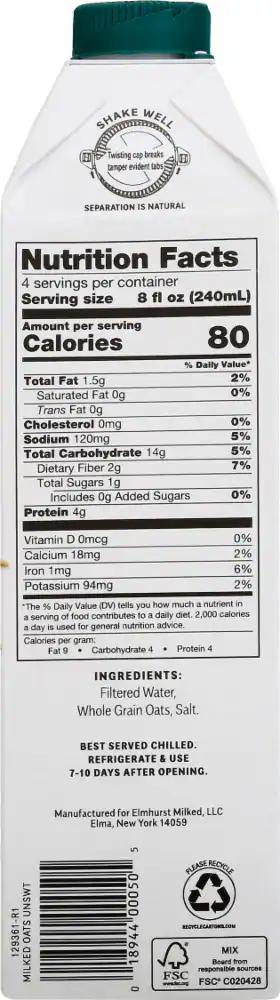 SHAKE WELL
Twisting cap breaks
tamper evident tabs
SEPARATION IS NATURAL
Nutrition Facts
4 servings per container
Serving size 8 fl oz (240mL)
Amount per serving
Calories 80
% Daily Value*
Total Fat 1.5g 2%
Saturated Fat 0g 0%
Trans Fat 0g
Cholesterol 0mg 0%
Sodium 120mg 5%
Total Carbohydrate 14g 5%
Dietary Fiber 2g 7%
Total Sugars 1g
Includes 0g Added Sugars 0%
Protein 4g
Vitamin D 0mcg 0%
Calcium 18mg 2%
Iron 1mg 6%
Potassium 94mg 2%
*The % Daily Value (DV) tells you how much a nutrient in
a serving of food contributes to a daily diet. 2,000 calories
a day is used for general nutrition advice.
Calories per gram:
Fat 9 • Carbohydrate 4 • Protein 4
INGREDIENTS:
Filtered Water,
Whole Grain Oats, Salt.
BEST SERVED CHILLED.
REFRIGERATE & USE
7-10 DAYS AFTER OPENING.
Manufactured for Elmhurst Milked, LLC
Elma, New York 14059
129361-R1
MILKED OATS UNSWT
0 18944 00050 5
PLEASE RECYCLE
RECYCLECARTONS.COM
FSC
www.fsc.org
MIX
Board from
responsible sources
FSC® C020428